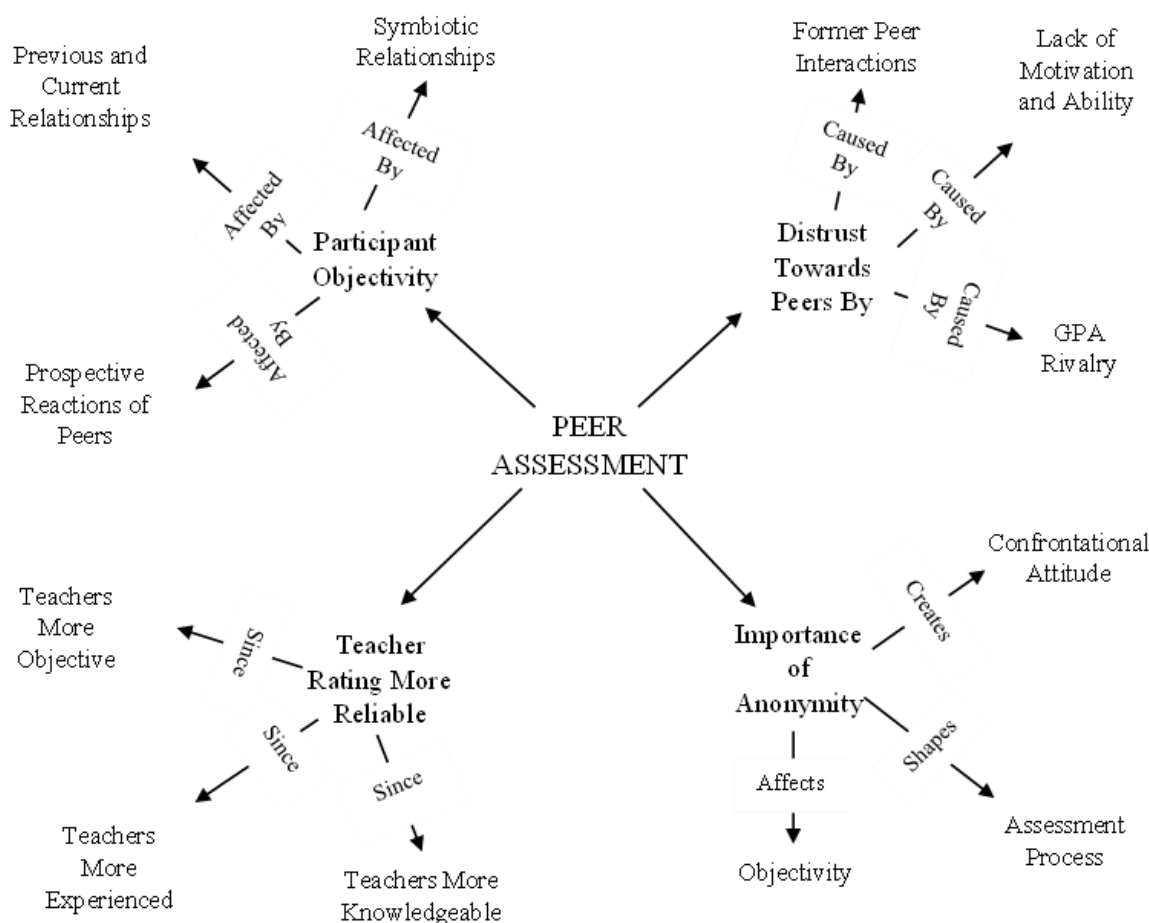 Previous and
Current
Relationships
Symbiotic
Relationships
Affected
By
Affected
By
Participant
Objectivity
Affected
By
Prospective
Reactions of
Peers
Former Peer
Interactions
Lack of
Motivation
and Ability
Caused
By
Caused
By
Distrust
Towards
Peers By
Caused
By
GPA
Rivalry
PEER
ASSESSMENT
Teachers
More
Objective
Since
Teacher
Rating More
Reliable
Since
Since
Teachers
More
Experienced
Teachers More
Knowledgeable
Confrontational
Attitude
Creates
Importance
of
Anonymity
Shapes
Affects
Assessment
Process
Objectivity